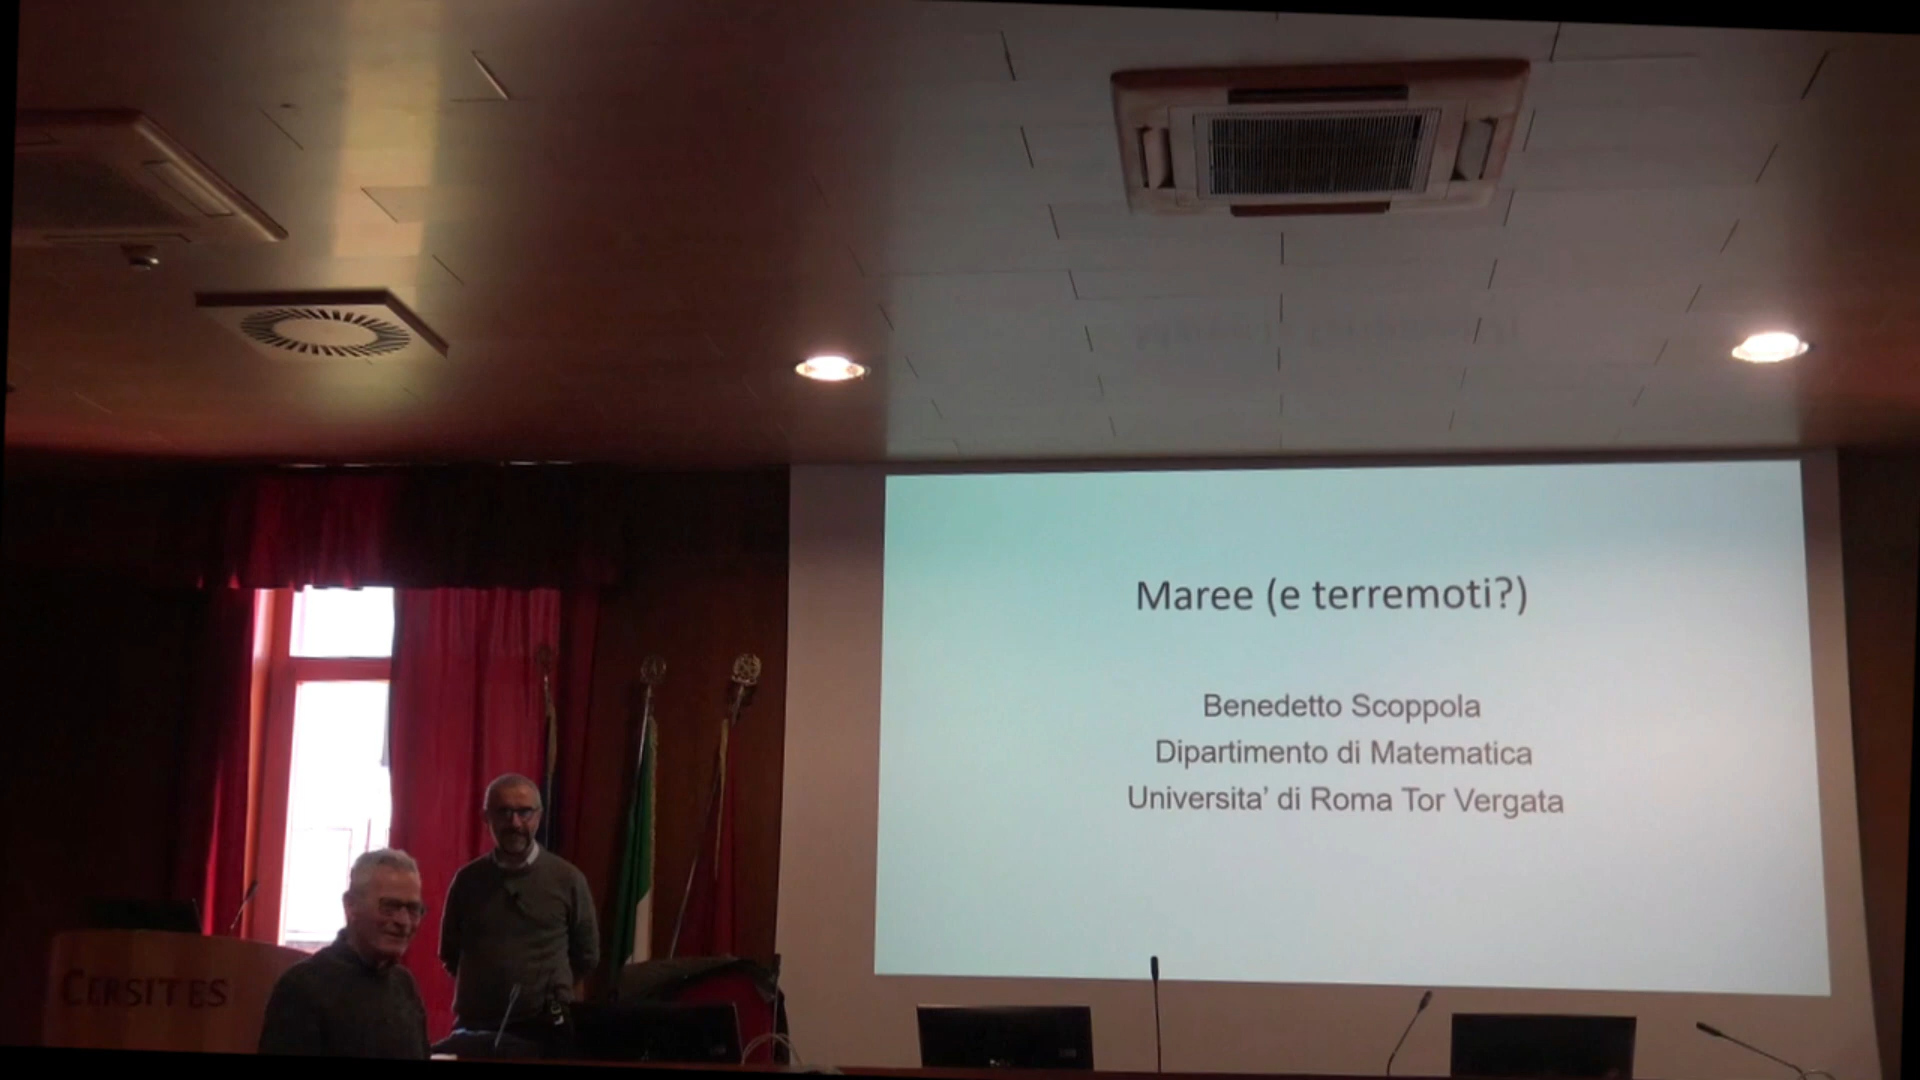 Maree (e terremoti?)
Benedetto Scoppola
Dipartimento di Matematica
Universita' di Roma Tor Vergata
CERSITES